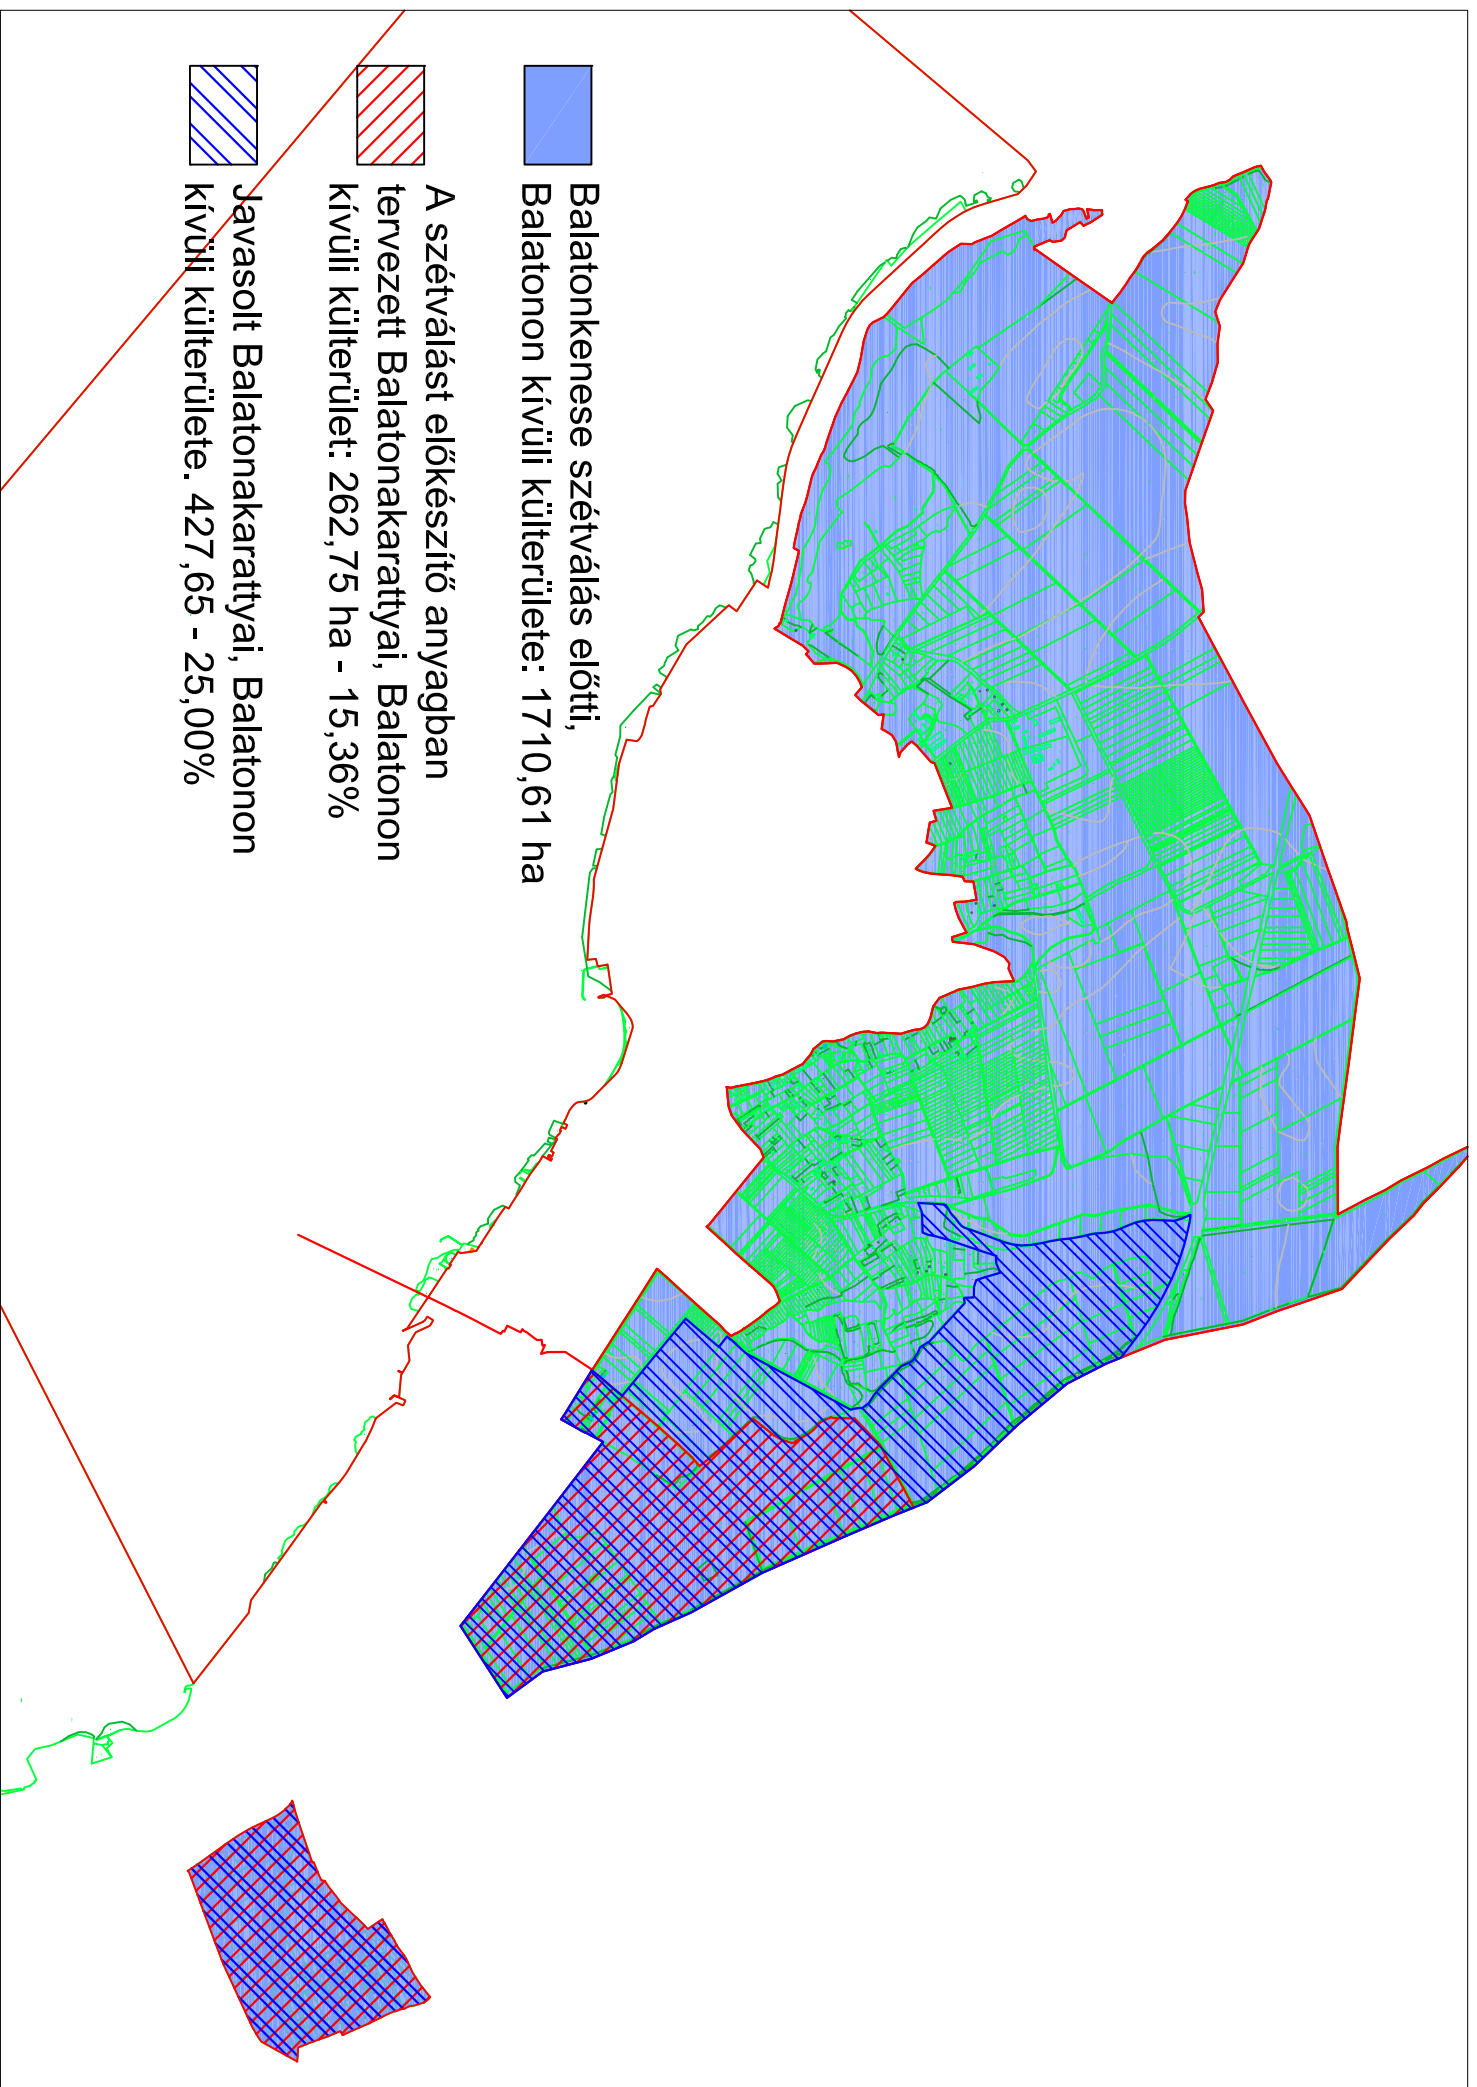 Balatonkenese szétválás előtti,
Balatonon kívüli külterülete: 1710,61 ha
A szétválást előkészítő anyagban
tervezett Balatonakarattyai, Balatonon
kívüli külterület: 262,75 ha - 15,36%
Javasolt Balatonakarattyai, Balatonon
kívüli külterülete. 427,65 - 25,00%